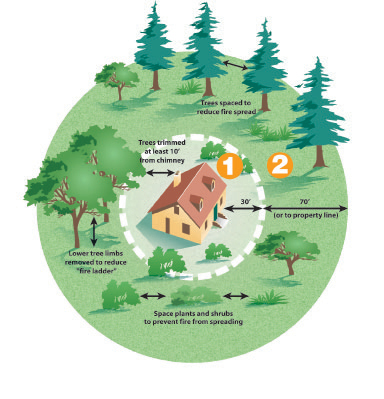 Trees spaced to
reduce fire spread
Trees trimmed
at least 10'
from chimney
1
2
30'
70'
(or to property line)
Lower tree limbs
removed to reduce
"fire ladder"
Space plants and shrubs
to prevent fire from spreading